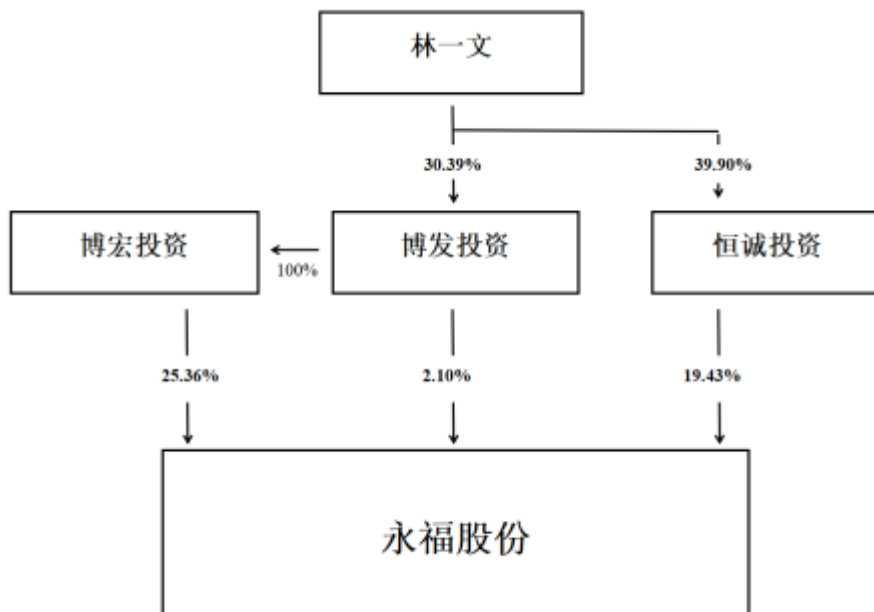 林一文
30.39%
39.90%
博宏投资
博发投资
恒诚投资
100%
25.36%
2.10%
19.43%
永福股份